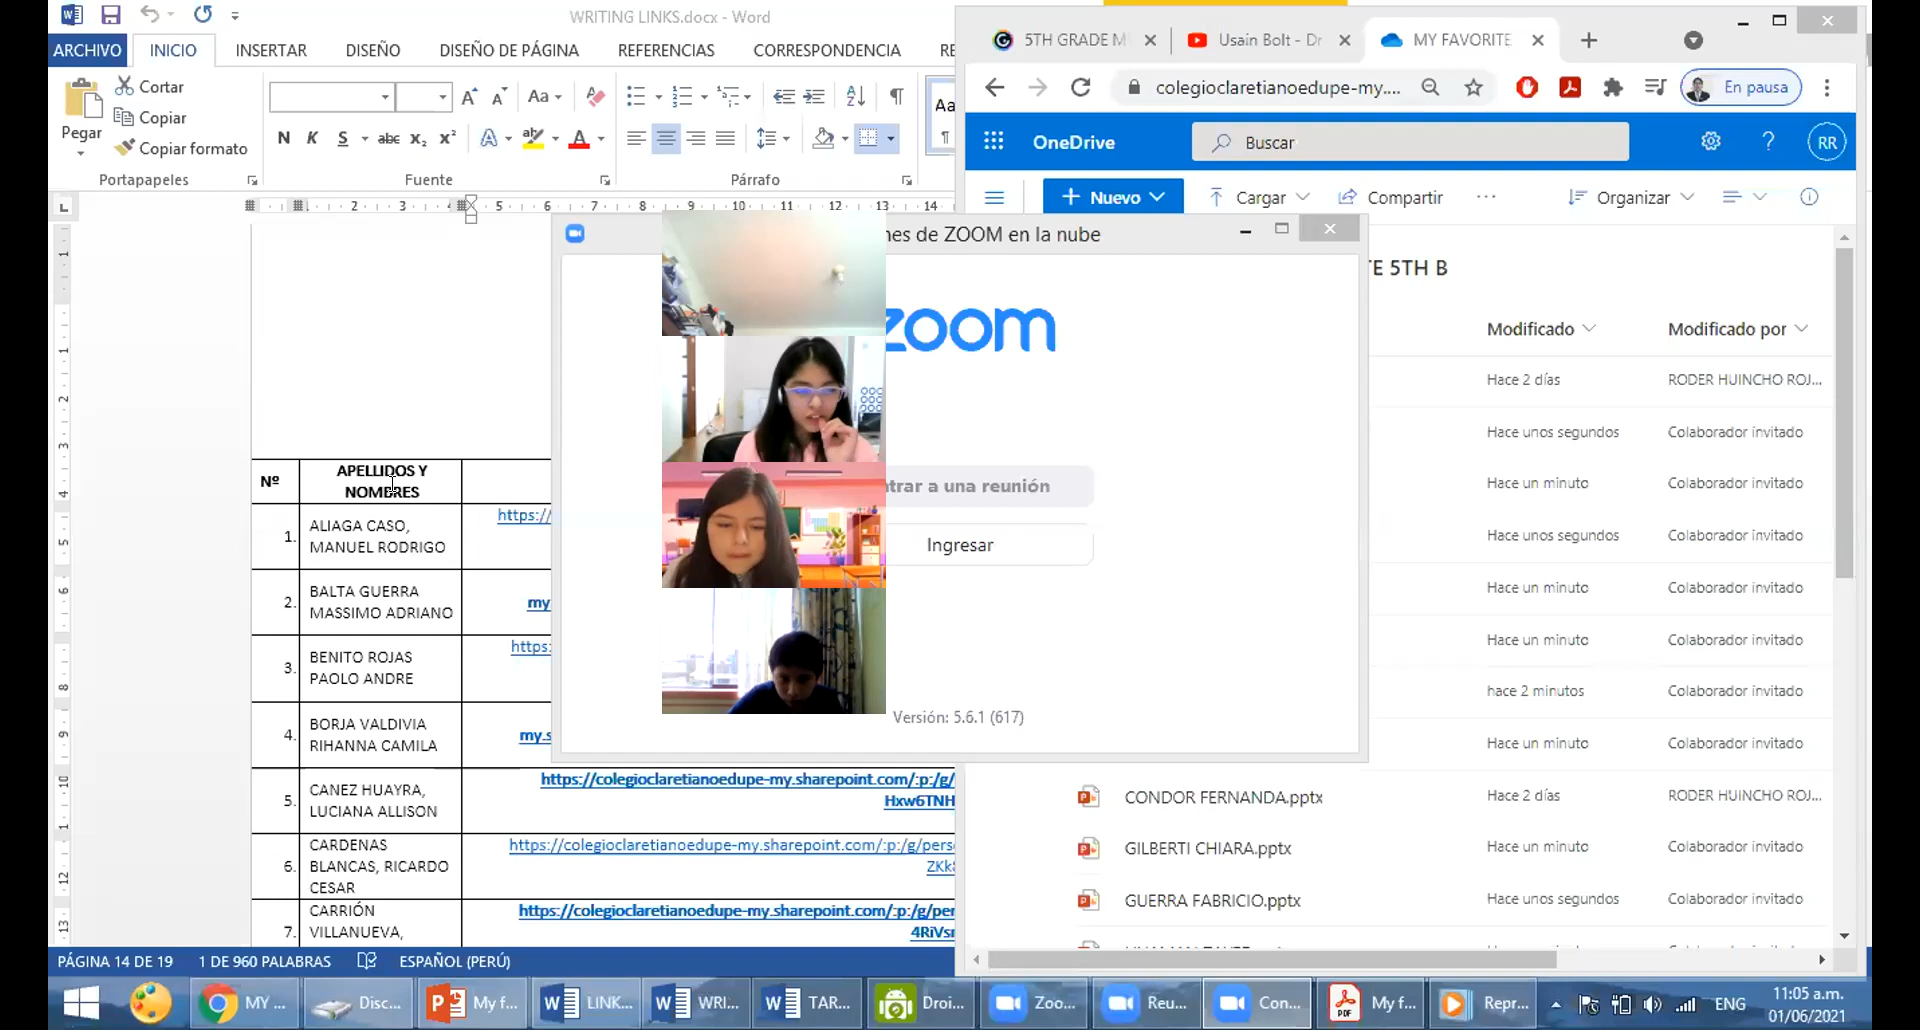 WRITING LINKS.docx - Word
ARCHIVO INICIO INSERTAR DISEÑO DISEÑO DE PÁGINA REFERENCIAS CORRESPONDENCIA RE
Pegar
Cortar
Copiar
Copiar formato
Portapapeles
Aa
N K S abc x₂ x²
Fuente
Párrafo
Aa
5TH GRADE M
Usain Bolt - Dr
MY FAVORITE
colegioclaretianoedupe-my....
En pausa
OneDrive
Buscar
RR
Nuevo
Cargar
Compartir
Organizar
nes de ZOOM en la nube
zoom
trar a una reunión
Ingresar
Versión: 5.6.1 (617)
TE 5TH B
Modificado Modificado por
Hace 2 días RODER HUINCHO ROJ...
Hace unos segundos Colaborador invitado
Hace un minuto Colaborador invitado
Hace unos segundos Colaborador invitado
Hace un minuto Colaborador invitado
Hace un minuto Colaborador invitado
hace 2 minutos Colaborador invitado
Hace un minuto Colaborador invitado
CONDOR FERNANDA.pptx Hace 2 días RODER HUINCHO ROJ...
GILBERTI CHIARA.pptx Hace un minuto Colaborador invitado
GUERRA FABRICIO.pptx Hace unos segundos Colaborador invitado
Nº APELLIDOS Y
NOMBRES
1. ALIAGA CASO,
MANUEL RODRIGO
https://
2. BALTA GUERRA
MASSIMO ADRIANO
my
3. BENITO ROJAS
PAOLO ANDRE
https:
4. BORJA VALDIVIA
RIHANNA CAMILA
my.s
5. CANEZ HUAYRA,
LUCIANA ALLISON
https://colegioclaretianoedupe-my.sharepoint.com/:p:/g/
Hxw6TNH
6. CARDENAS
BLANCAS, RICARDO
CESAR
https://colegioclaretianoedupe-my.sharepoint.com/:p:/g/pers
7. CARRIÓN
VILLANUEVA,
https://colegioclaretianoedupe-my.sharepoint.com/:p:/g/per
PÁGINA 14 DE 19 1 DE 960 PALABRAS ESPAÑOL (PERÚ)
MY ... Disc... My f... LINK... WRI... TAR... Droi... Zoo... Reu... Con... My f... Repr...
ENG
11:05 a.m.
01/06/2021